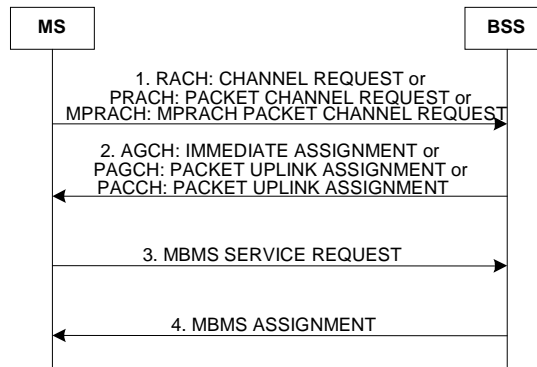 MS
BSS
1. RACH: CHANNEL REQUEST or
PRACH: PACKET CHANNEL REQUEST or
MPRACH: MPRACH PACKET CHANNEL REQUEST
2. AGCH: IMMEDIATE ASSIGNMENT or
PAGCH: PACKET UPLINK ASSIGNMENT or
PACCH: PACKET UPLINK ASSIGNMENT
3. MBMS SERVICE REQUEST
4. MBMS ASSIGNMENT